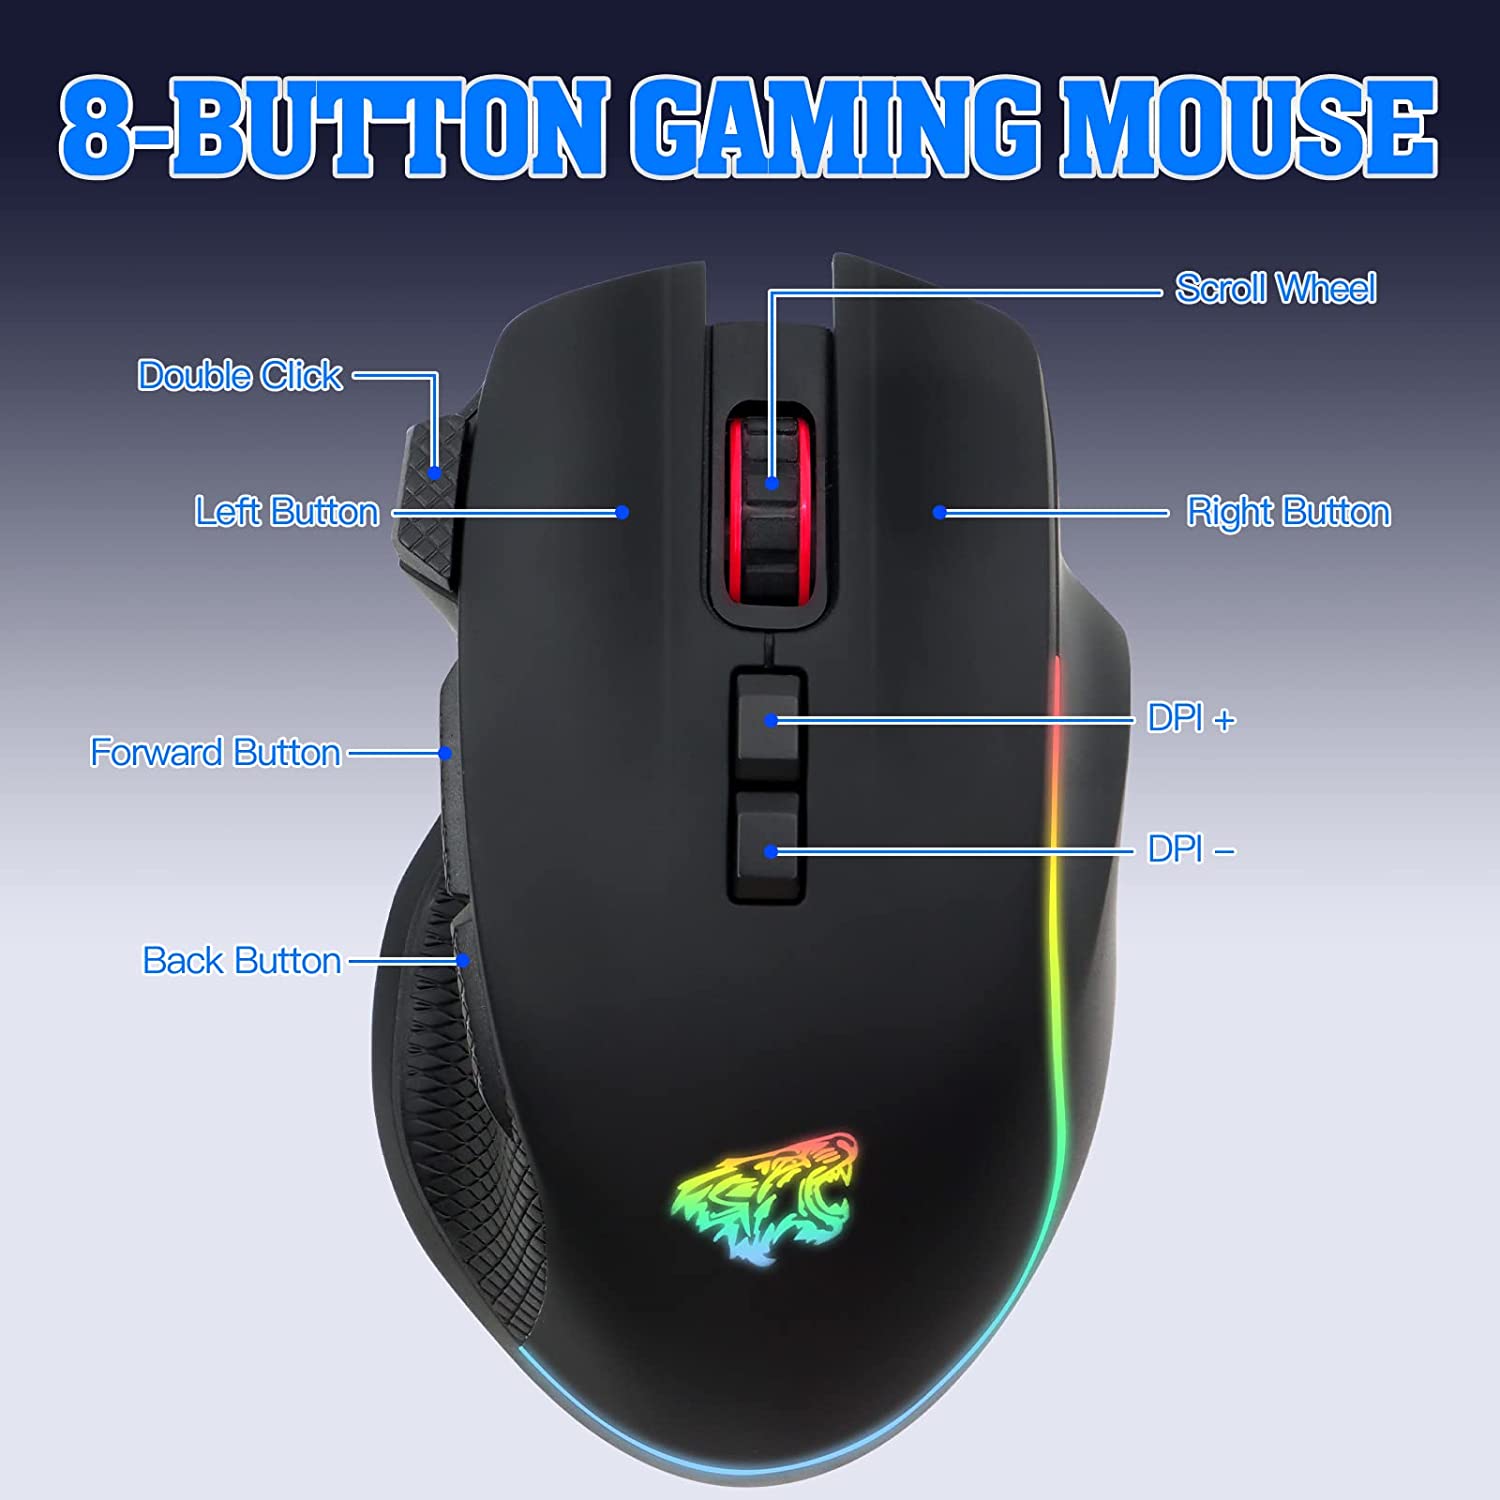 8-BUTTON GAMING MOUSE
Scroll Wheel
Double Click
Left Button
Right Button
DPI +
Forward Button
DPI −
Back Button